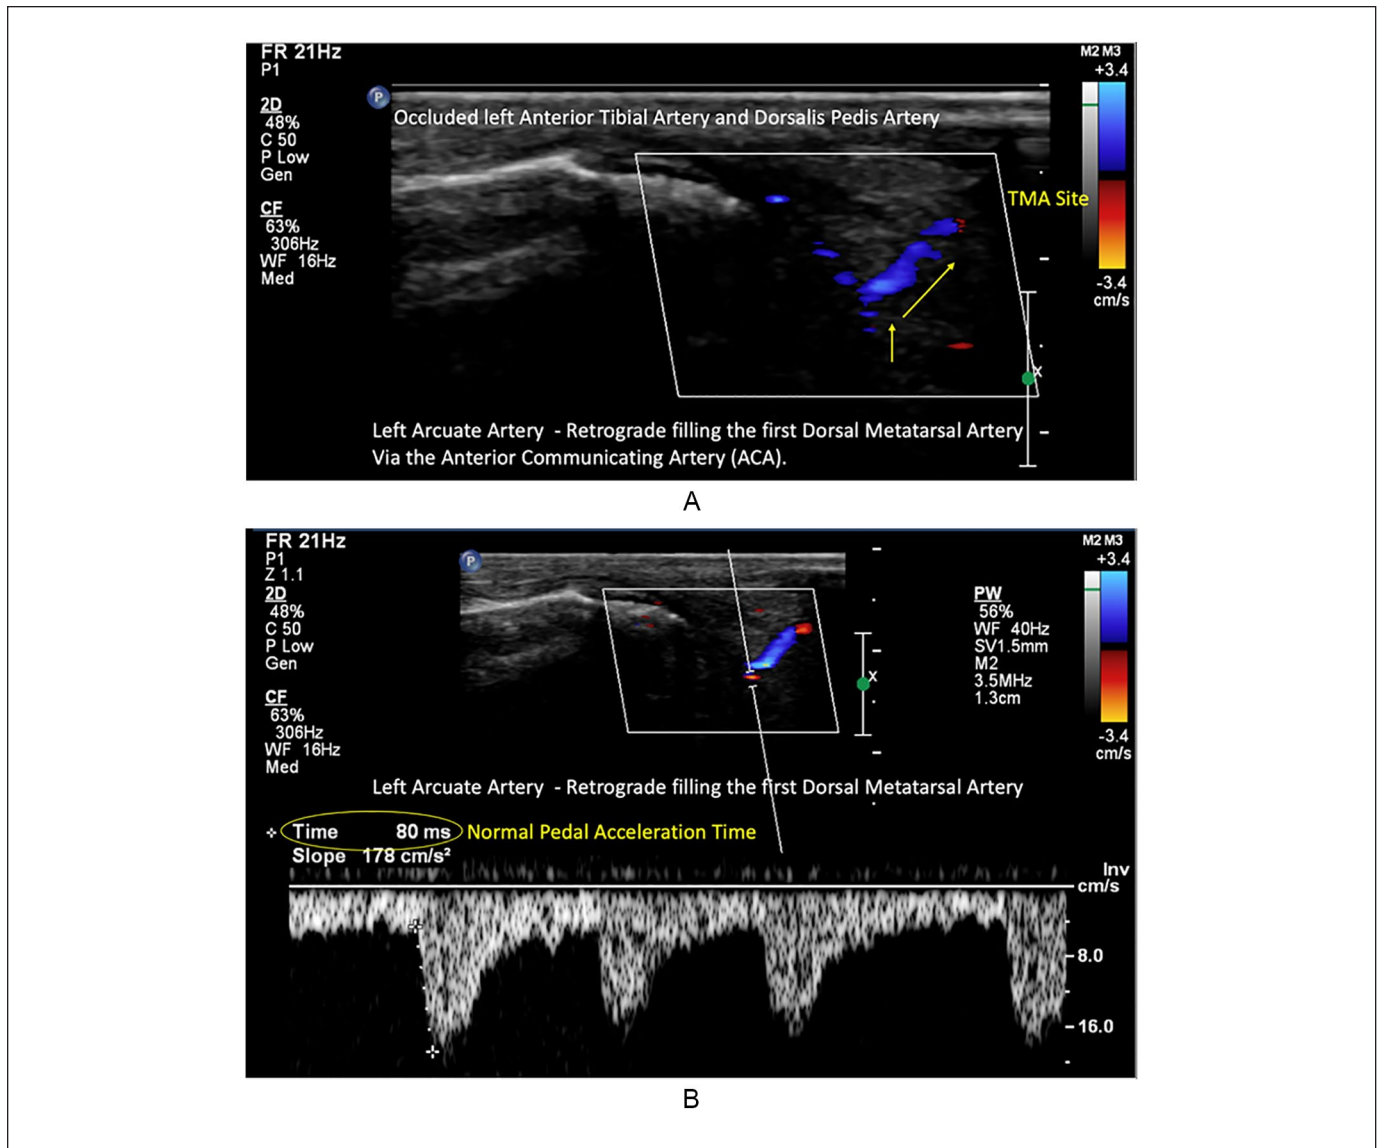 FR 21Hz
P1
M2 M3
+3.4
2D
48%
C 50
P Low
Gen
P
Occluded left Anterior Tibial Artery and Dorsalis Pedis Artery
TMA Site
CF
63%
306Hz
WF 16Hz
Med
-3.4
cm/s
x
Left Arcuate Artery - Retrograde filling the first Dorsal Metatarsal Artery
Via the Anterior Communicating Artery (ACA).
A
FR 21Hz
P1
Z 1.1
M2 M3
+3.4
2D
48%
C 50
P Low
Gen
P
PW
56%
WF 40Hz
SV1.5mm
M2
3.5MHz
1.3cm
x
CF
63%
306Hz
WF 16Hz
Med
-3.4
cm/s
Left Arcuate Artery - Retrograde filling the first Dorsal Metatarsal Artery
Time 80 ms Normal Pedal Acceleration Time
Slope 178 cm/s²
Inv
cm/s
8.0
16.0
B